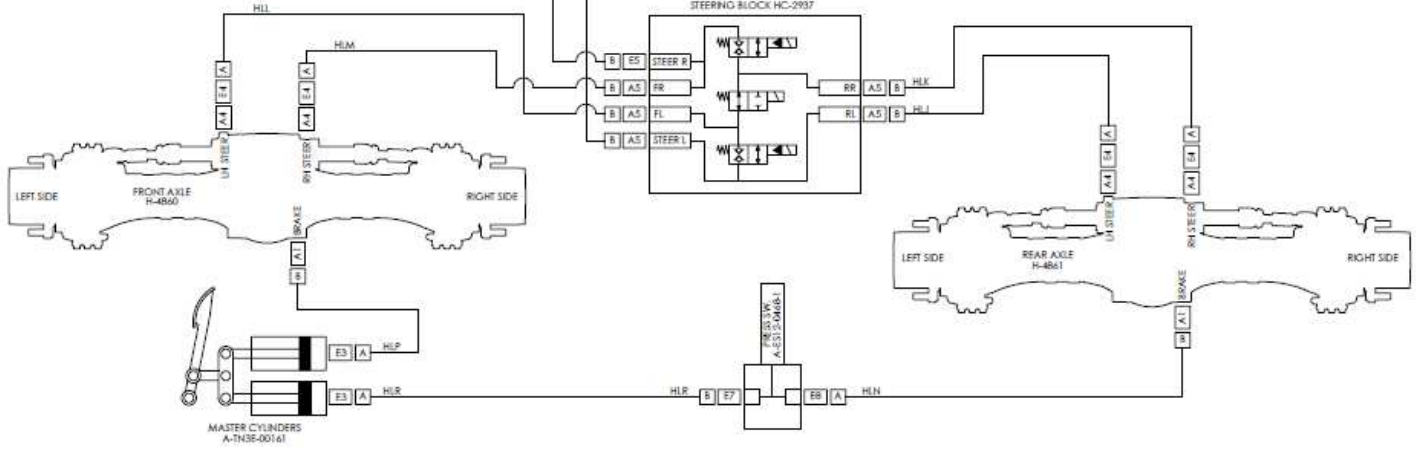 STEERING BLOCK HC-2937
HLL
HLM
A
E4
A4
A
E4
A4
LH STEER
RH STEER
LEFT SIDE
FRONT AXLE
H-4860
RIGHT SIDE
BRAKE
A1
B
B E5 STEER R
B A5 FR
B A5 FL
B A5 STEER L
RR A5 B HLK
RL A5 B HLJ
A
E4
A4
A
E4
A4
LH STEER
RH STEER
LEFT SIDE
REAR AXLE
H-4861
RIGHT SIDE
BRAKE
A1
B
PRESS SW.
A-ES12-0468-1
E3 A HLP
E3 A HLR
HLR B E7
E8 A HLN
MASTER CYLINDERS
A-TN3E-00161